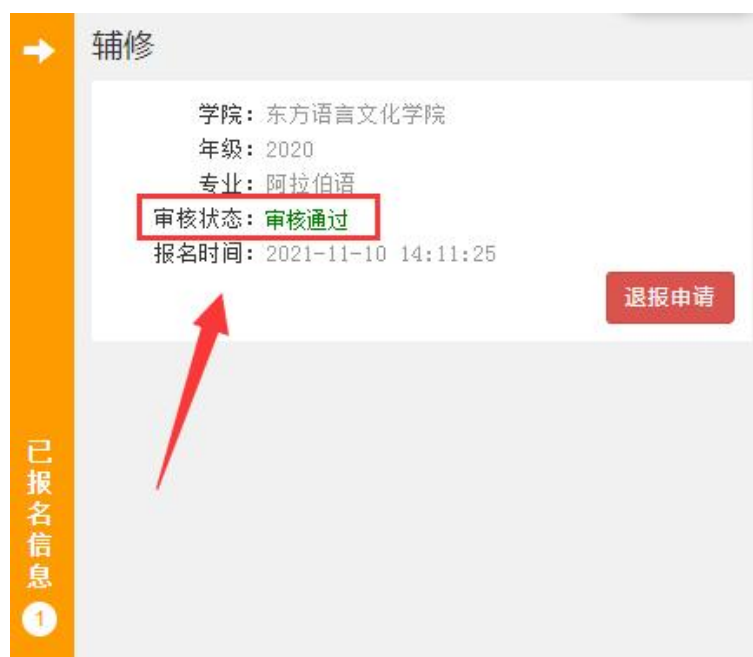 辅修
学院：东方语言文化学院
年级：2020
专业：阿拉伯语
审核状态：审核通过
报名时间：2021-11-10 14:11:25
退报申请
已报名信息
1